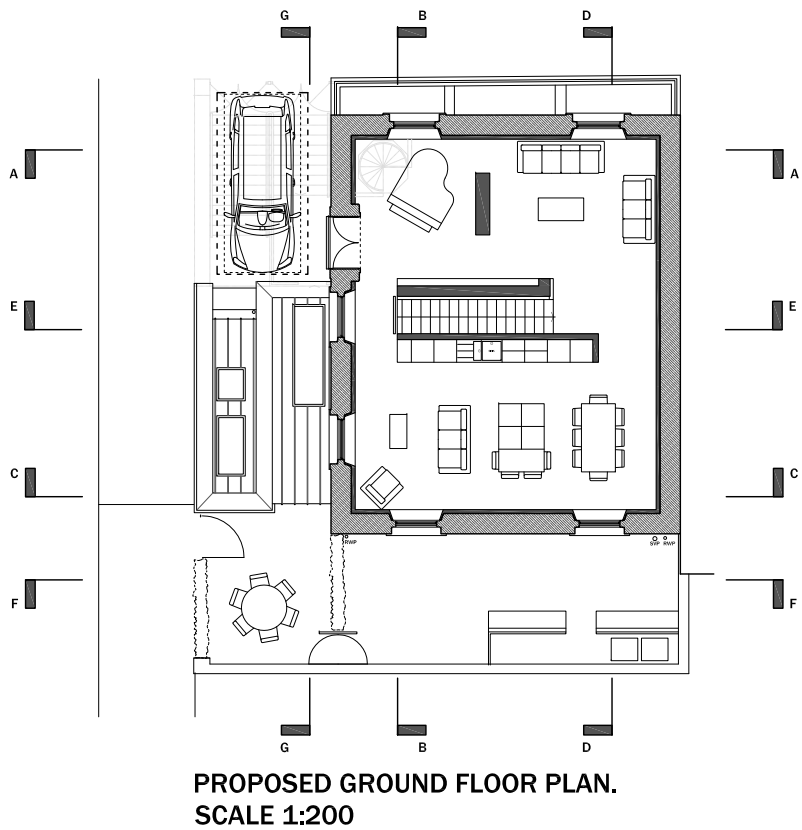 G B D
A A
E E
C C
RWP SVP RWP
F F
G B D
PROPOSED GROUND FLOOR PLAN.
SCALE 1:200